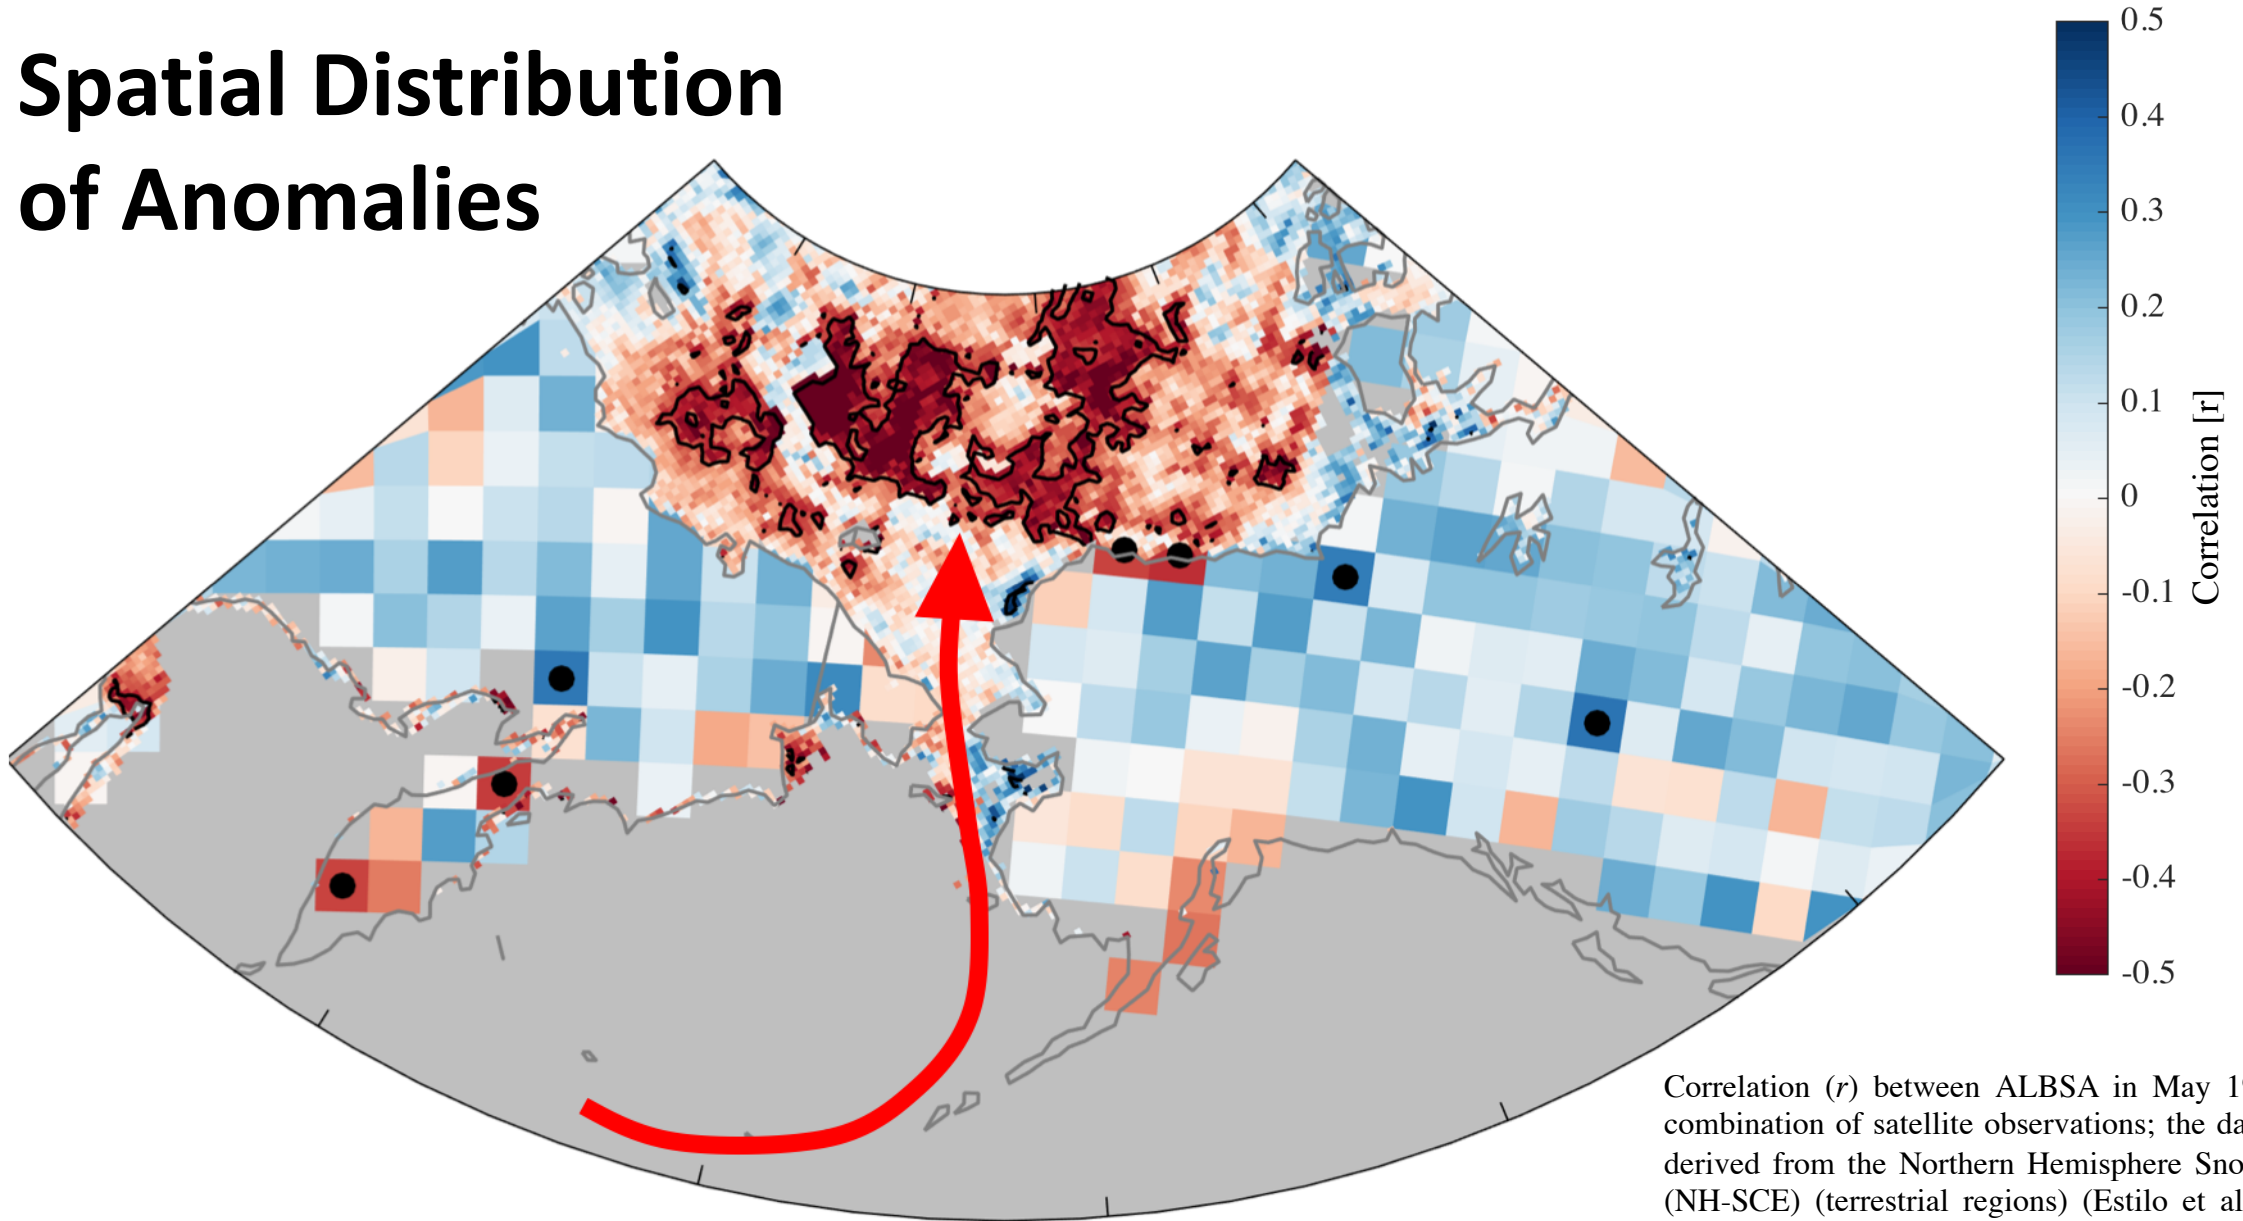 Spatial Distribution
of Anomalies
0.5
0.4
0.3
0.2
0.1
0
-0.1
-0.2
-0.3
-0.4
-0.5
Correlation [r]
Correlation (r) between ALBSA in May
combination of satellite observations; the
derived from the Northern Hemisphere
(NH-SCE) (terrestrial regions) (Estilo et